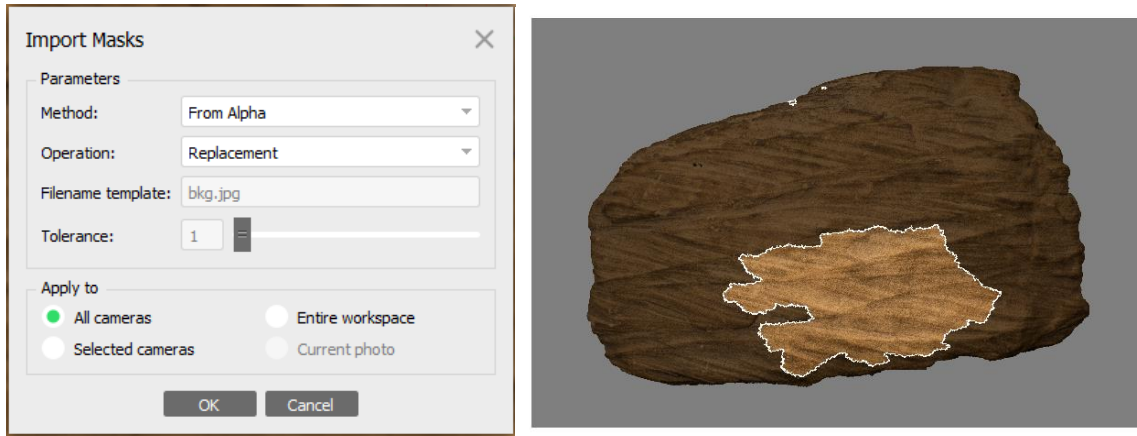 Import Masks
Parameters
Method: From Alpha
Operation: Replacement
Filename template: bkg.jpg
Tolerance: 1
Apply to
All cameras Entire workspace
Selected cameras Current photo
OK Cancel